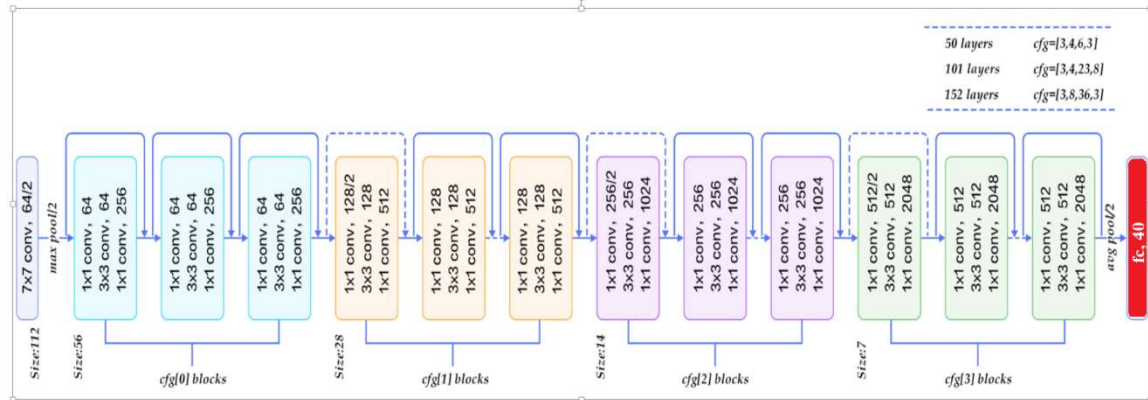 50 layers cfg=[3,4,6,3]
101 layers cfg=[3,4,23,8]
152 layers cfg=[3,8,36,3]
7x7 conv, 64/2
max pool/2
1x1 conv, 64
3x3 conv, 64
1x1 conv, 256
1x1 conv, 64
3x3 conv, 64
1x1 conv, 256
1x1 conv, 64
3x3 conv, 64
1x1 conv, 256
1x1 conv, 128/2
3x3 conv, 128
1x1 conv, 512
1x1 conv, 128
3x3 conv, 128
1x1 conv, 512
1x1 conv, 128
3x3 conv, 128
1x1 conv, 512
1x1 conv, 256/2
3x3 conv, 256
1x1 conv, 1024
1x1 conv, 256
3x3 conv, 256
1x1 conv, 1024
1x1 conv, 256
3x3 conv, 256
1x1 conv, 1024
1x1 conv, 512/2
3x3 conv, 512
1x1 conv, 2048
1x1 conv, 512
3x3 conv, 512
1x1 conv, 2048
1x1 conv, 512
3x3 conv, 512
1x1 conv, 2048
avg pool/2
fc, 40
Size:112
Size:56
Size:28
Size:14
Size:7
cfg[0] blocks
cfg[1] blocks
cfg[2] blocks
cfg[3] blocks